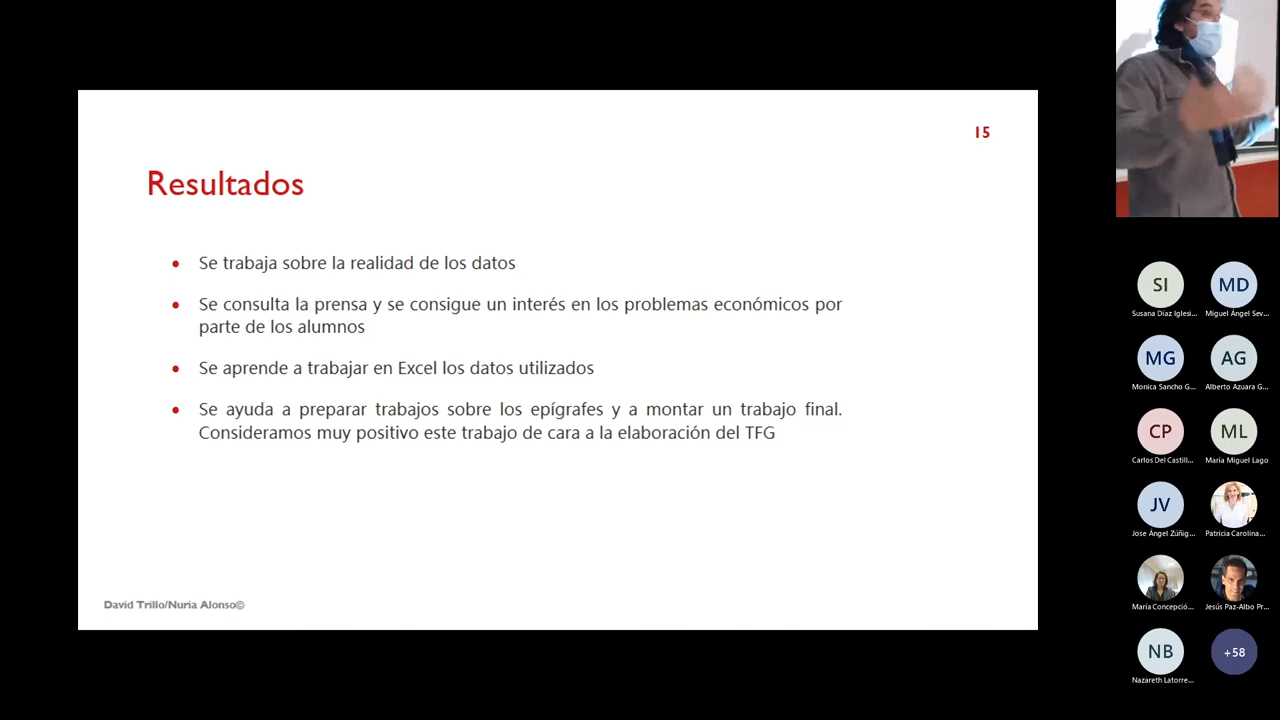 15
Resultados
• Se trabaja sobre la realidad de los datos
• Se consulta la prensa y se consigue un interés en los problemas económicos por
parte de los alumnos
• Se aprende a trabajar en Excel los datos utilizados
• Se ayuda a preparar trabajos sobre los epígrafes y a montar un trabajo final.
Consideramos muy positivo este trabajo de cara a la elaboración del TFG
David Trillo/Nuria Alonso©
SI MD
Susana Díaz Iglesi... Miguel Ángel Sev...
MG AG
Monica Sancho G... Alberto Azuara G...
CP ML
Carlos Del Castill... María Miguel Lago
JV
Jose Ángel Zúñig... Patricia Carolina...
María Concepció... Jesús Paz-Albo Pr...
NB +58
Nazareth Latorre...